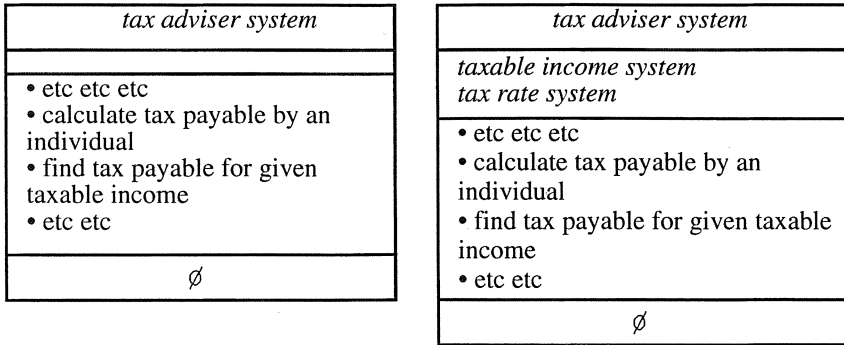 tax adviser system
• etc etc etc
• calculate tax payable by an
individual
• find tax payable for given
taxable income
• etc etc
∅
tax adviser system
taxable income system
tax rate system
• etc etc etc
• calculate tax payable by an
individual
• find tax payable for given taxable
income
• etc etc
∅